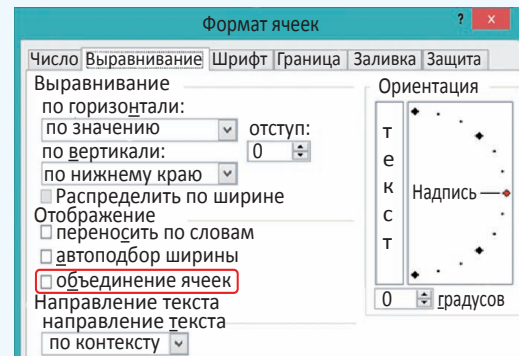 Формат ячеек ? x
Число Выравнивание Шрифт Граница Заливка Защита
Выравнивание
по горизонтали:
по значению
отступ:
0
по вертикали:
по нижнему краю
Распределить по ширине
Отображение
переносить по словам
автоподбор ширины
объединение ячеек
Направление текста
направление текста
по контексту
Ориентация
текст
Надпись
0 градусов